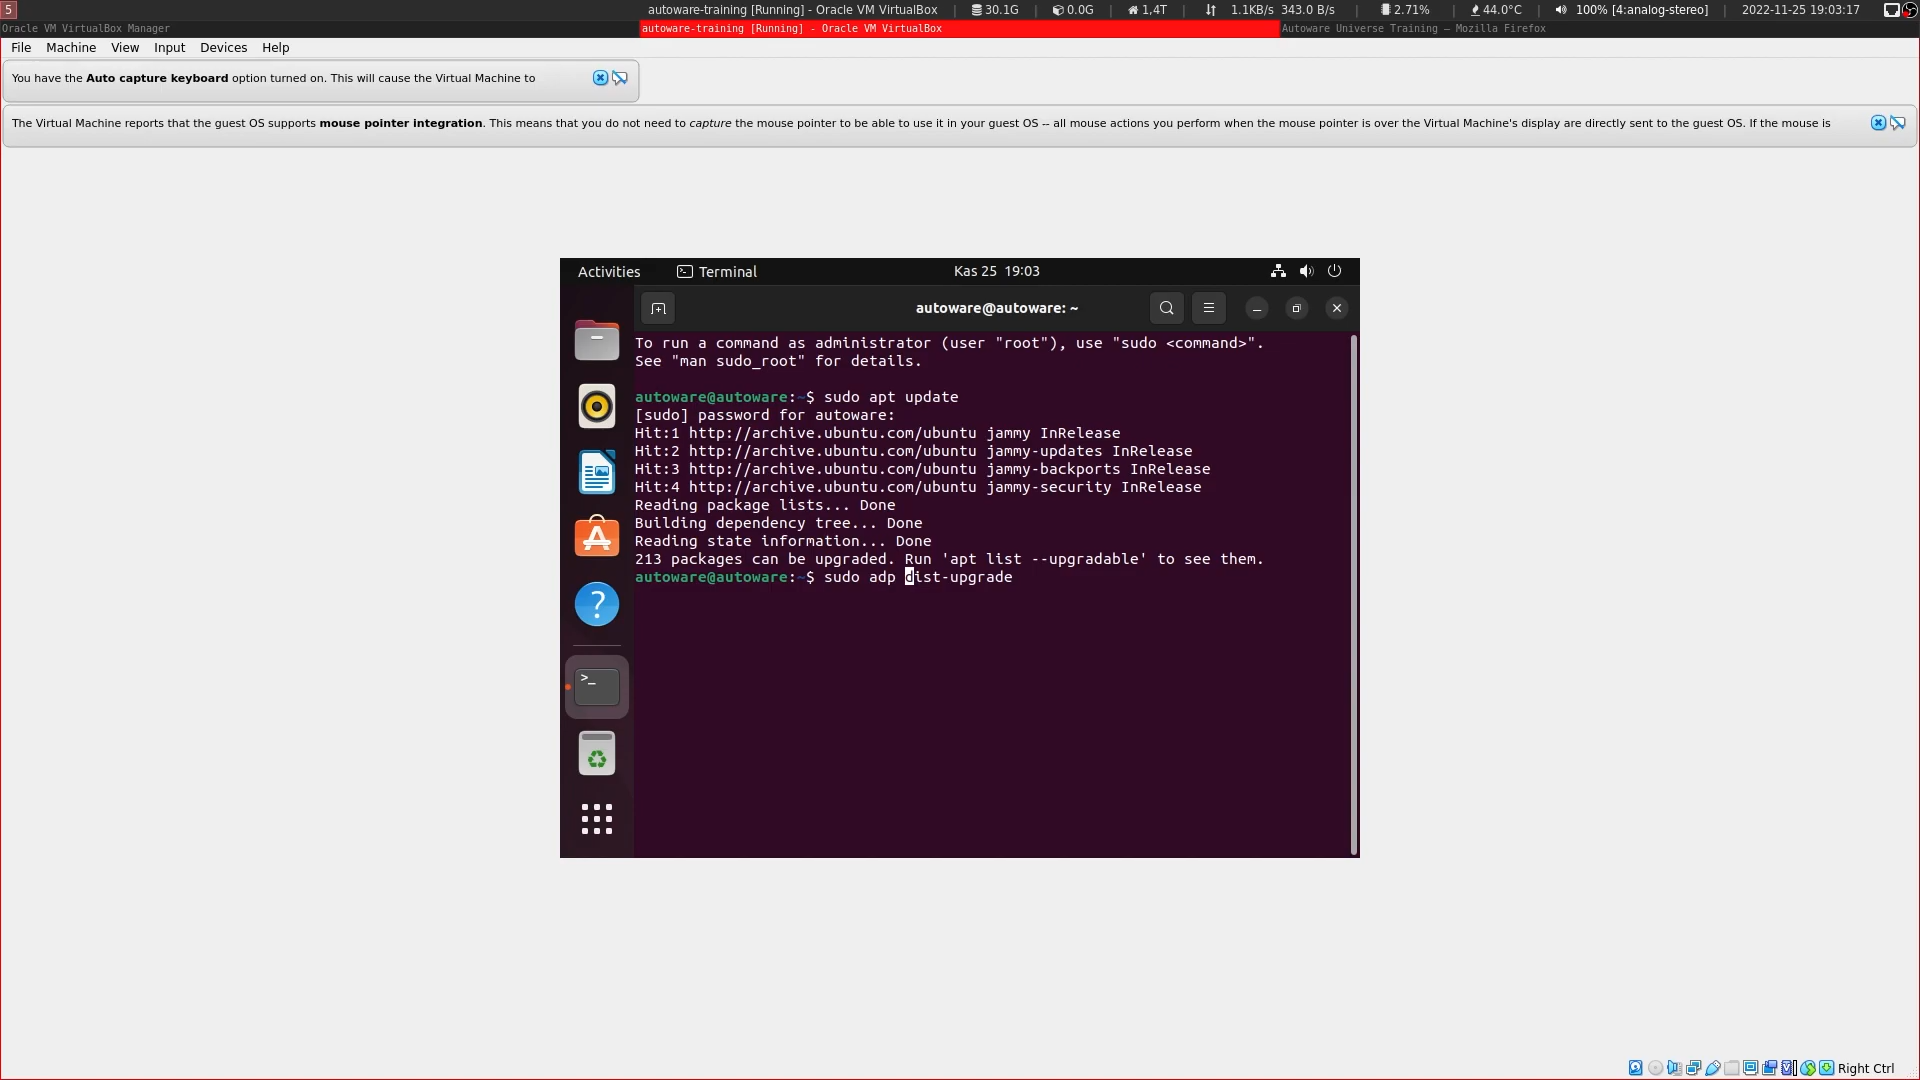 5
autoware-training [Running] - Oracle VM VirtualBox | 30.1G | 0.0G | 1,4T | 1.1KB/s 343.0 B/s | 2.71% | 44.0°C | 100% [4:analog-stereo] | 2022-11-25 19:03:17
Oracle VM VirtualBox Manager
autoware-training [Running] - Oracle VM VirtualBox
Autoware Universe Training — Mozilla Firefox
File Machine View Input Devices Help
You have the Auto capture keyboard option turned on. This will cause the Virtual Machine to
The Virtual Machine reports that the guest OS supports mouse pointer integration. This means that you do not need to capture the mouse pointer to be able to use it in your guest OS -- all mouse actions you perform when the mouse pointer is over the Virtual Machine's display are directly sent to the guest OS. If the mouse is
Activities Terminal Kas 25 19:03
autoware@autoware: ~
To run a command as administrator (user "root"), use "sudo <command>".
See "man sudo_root" for details.
autoware@autoware:~$ sudo apt update
[sudo] password for autoware:
Hit:1 http://archive.ubuntu.com/ubuntu jammy InRelease
Hit:2 http://archive.ubuntu.com/ubuntu jammy-updates InRelease
Hit:3 http://archive.ubuntu.com/ubuntu jammy-backports InRelease
Hit:4 http://archive.ubuntu.com/ubuntu jammy-security InRelease
Reading package lists... Done
Building dependency tree... Done
Reading state information... Done
213 packages can be upgraded. Run 'apt list --upgradable' to see them.
autoware@autoware:~$ sudo adp dist-upgrade
Right Ctrl